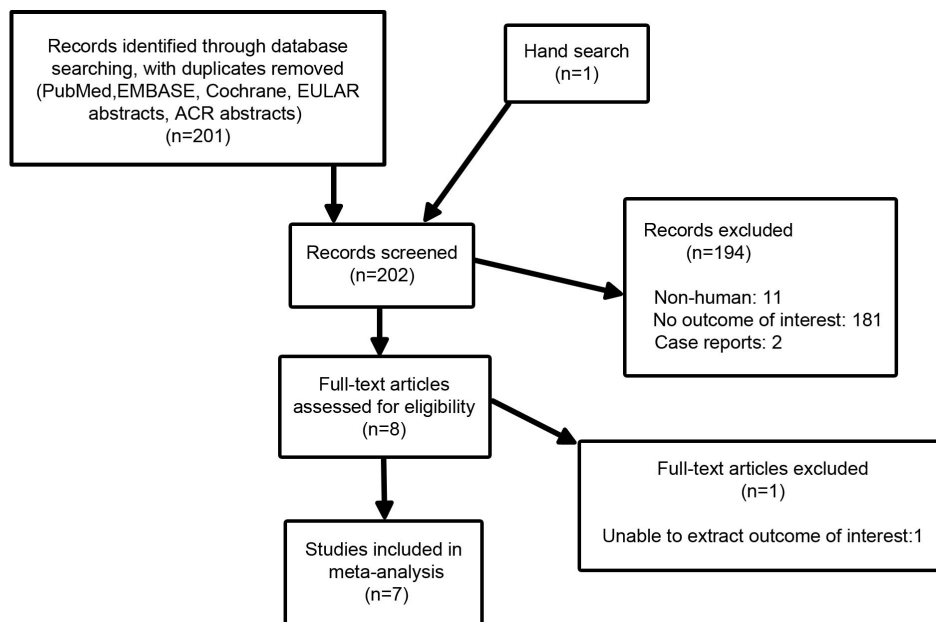 Records identified through database
searching, with duplicates removed
(PubMed,EMBASE, Cochrane, EULAR
abstracts, ACR abstracts)
(n=201)
Hand search
(n=1)
Records screened
(n=202)
Records excluded
(n=194)
Non-human: 11
No outcome of interest: 181
Case reports: 2
Full-text articles
assessed for eligibility
(n=8)
Full-text articles excluded
(n=1)
Unable to extract outcome of interest:1
Studies included in
meta-analysis
(n=7)